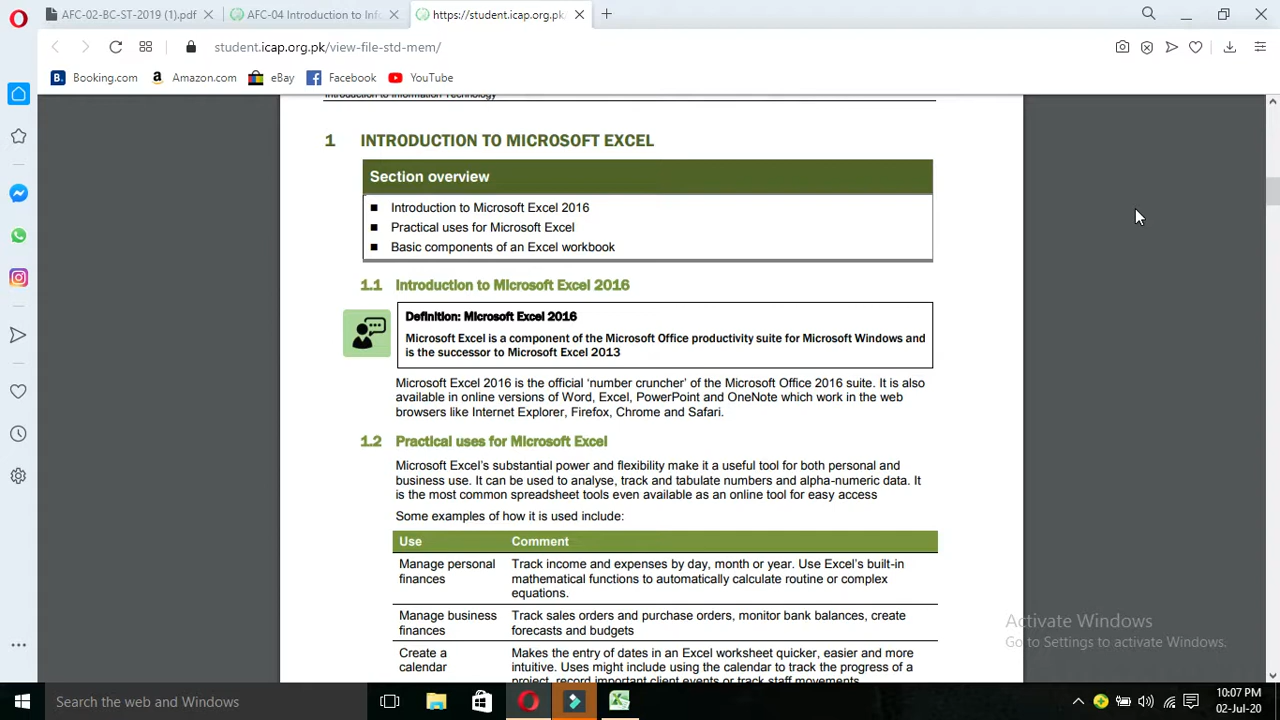 AFC-02-BC-ST-2019 (1).pdf
AFC-04 Introduction to Info
https://student.icap.org.pk
student.icap.org.pk/view-file-std-mem/
Booking.com
Amazon.com
eBay
Facebook
YouTube
Introduction to Information Technology
1 INTRODUCTION TO MICROSOFT EXCEL
Section overview
Introduction to Microsoft Excel 2016
Practical uses for Microsoft Excel
Basic components of an Excel workbook
1.1 Introduction to Microsoft Excel 2016
Definition: Microsoft Excel 2016
Microsoft Excel is a component of the Microsoft Office productivity suite for Microsoft Windows and
is the successor to Microsoft Excel 2013
Microsoft Excel 2016 is the official 'number cruncher' of the Microsoft Office 2016 suite. It is also
available in online versions of Word, Excel, PowerPoint and OneNote which work in the web
browsers like Internet Explorer, Firefox, Chrome and Safari.
1.2 Practical uses for Microsoft Excel
Microsoft Excel's substantial power and flexibility make it a useful tool for both personal and
business use. It can be used to analyse, track and tabulate numbers and alpha-numeric data. It
is the most common spreadsheet tools even available as an online tool for easy access
Some examples of how it is used include:
Use Comment
Manage personal finances
Track income and expenses by day, month or year. Use Excel's built-in
mathematical functions to automatically calculate routine or complex
equations.
Manage business finances
Track sales orders and purchase orders, monitor bank balances, create
forecasts and budgets
Create a calendar
Makes the entry of dates in an Excel worksheet quicker, easier and more
intuitive. Uses might include using the calendar to track the progress of a
project, record important client events or track staff movements
Activate Windows
Go to Settings to activate Windows.
Search the web and Windows
10:07 PM
02-Jul-20